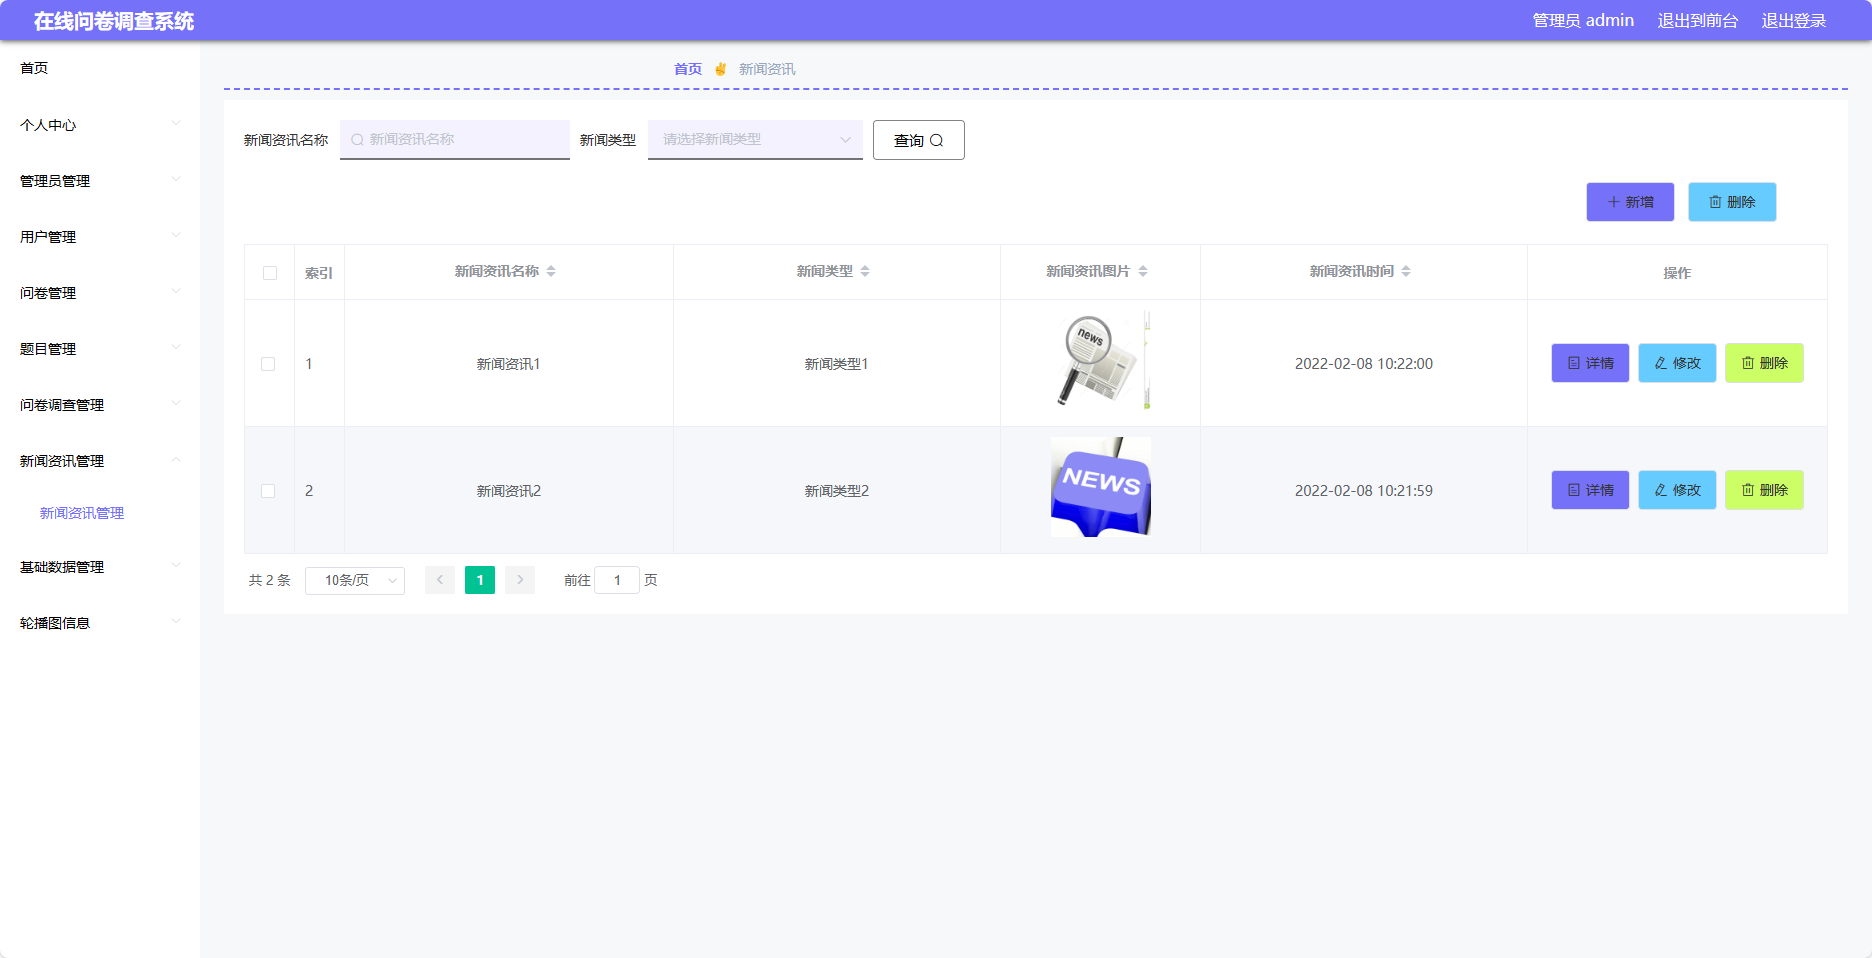 在线问卷调查系统
管理员 admin 退出到前台 退出登录
首页
个人中心
管理员管理
用户管理
问卷管理
题目管理
问卷调查管理
新闻资讯管理
新闻资讯管理
基础数据管理
轮播图信息
首页 新闻资讯
新闻资讯名称 新闻资讯名称 新闻类型 请选择新闻类型 查询
新增 删除
索引 新闻资讯名称 新闻类型 新闻资讯图片 新闻资讯时间 操作
1 新闻资讯1 新闻类型1 news 2022-02-08 10:22:00 详情 修改 删除
2 新闻资讯2 新闻类型2 NEWS 2022-02-08 10:21:59 详情 修改 删除
共 2 条 10条/页 1 前往 1 页